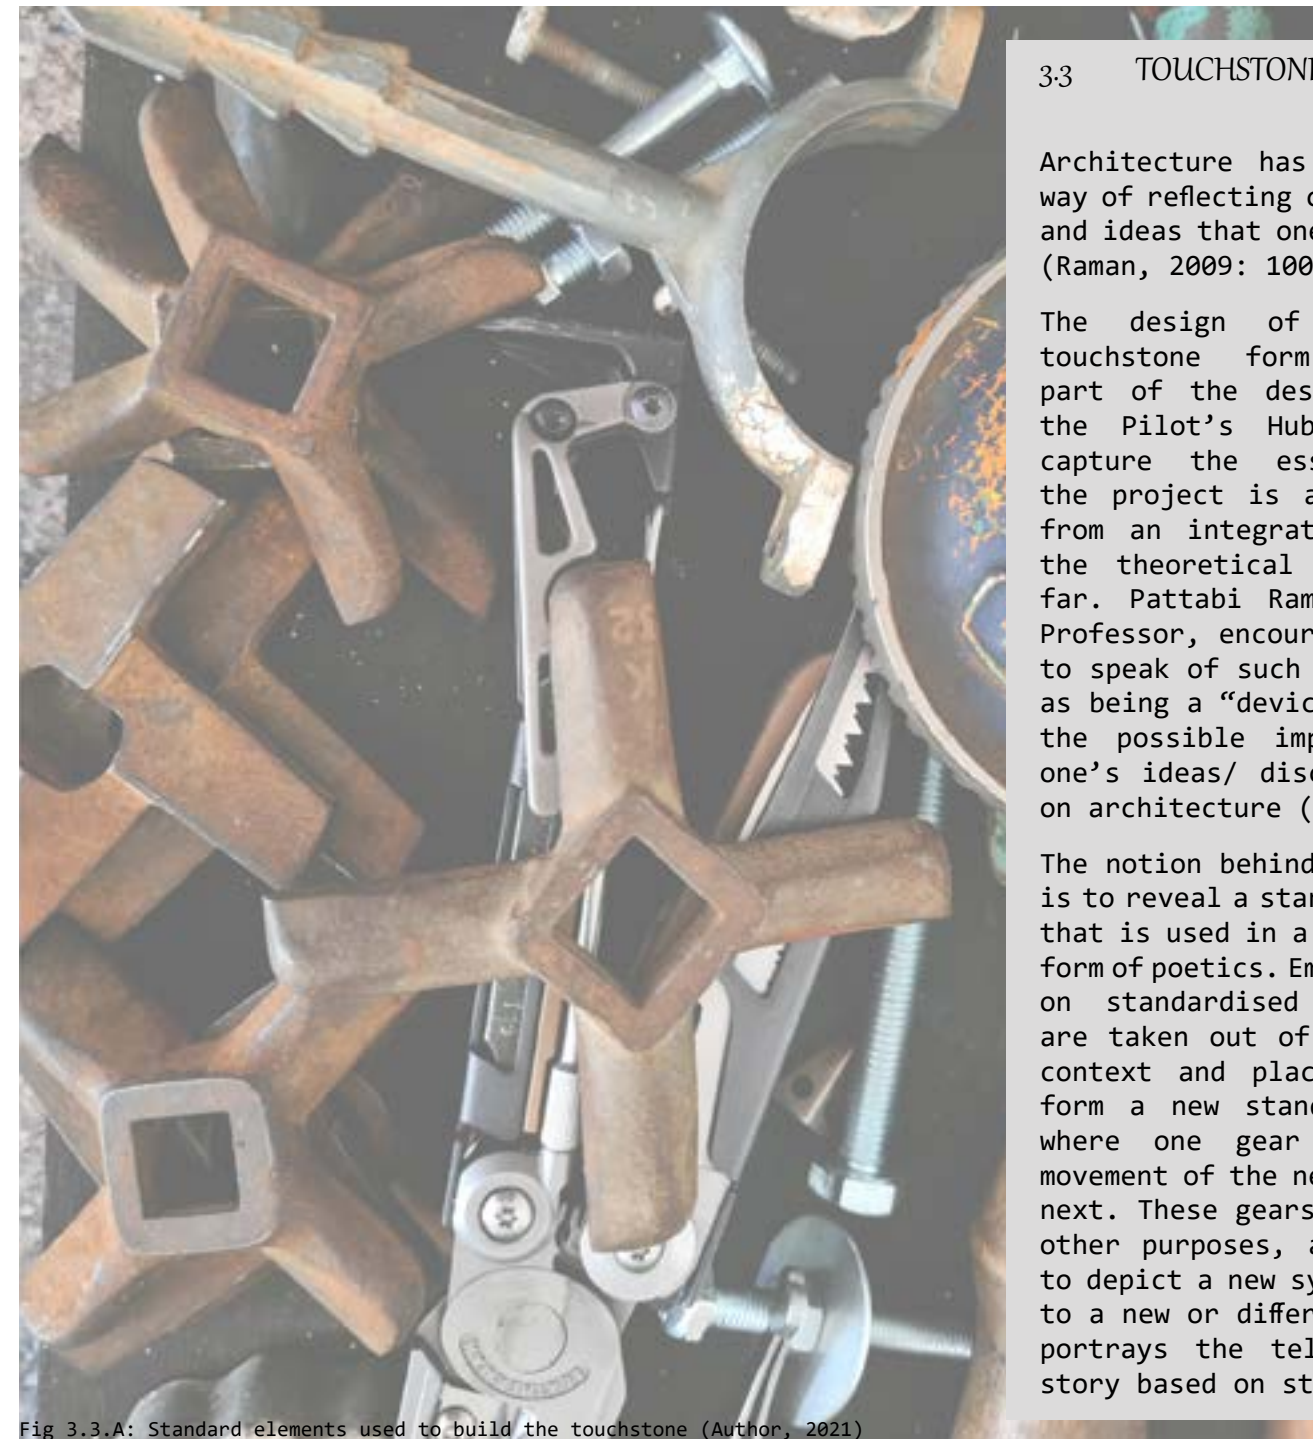 3.3 TOUCHSTONE
Architecture has
way of reflecting
and ideas that one
(Raman, 2009: 100
The design of
touchstone form
part of the des
the Pilot’s Hub
capture the ess
the project is a
from an integrat
the theoretical
far. Pattabi Ram
Professor, encour
to speak of such
as being a “devic
the possible imp
one’s ideas/ disc
on architecture (
The notion behind
is to reveal a stan
that is used in a
form of poetics. Em
on standardised
are taken out of
context and plac
form a new stand
where one gear
movement of the ne
next. These gears
other purposes, a
to depict a new sy
to a new or differ
portrays the tel
story based on st
Fig 3.3.A: Standard elements used to build the touchstone (Author, 2021)